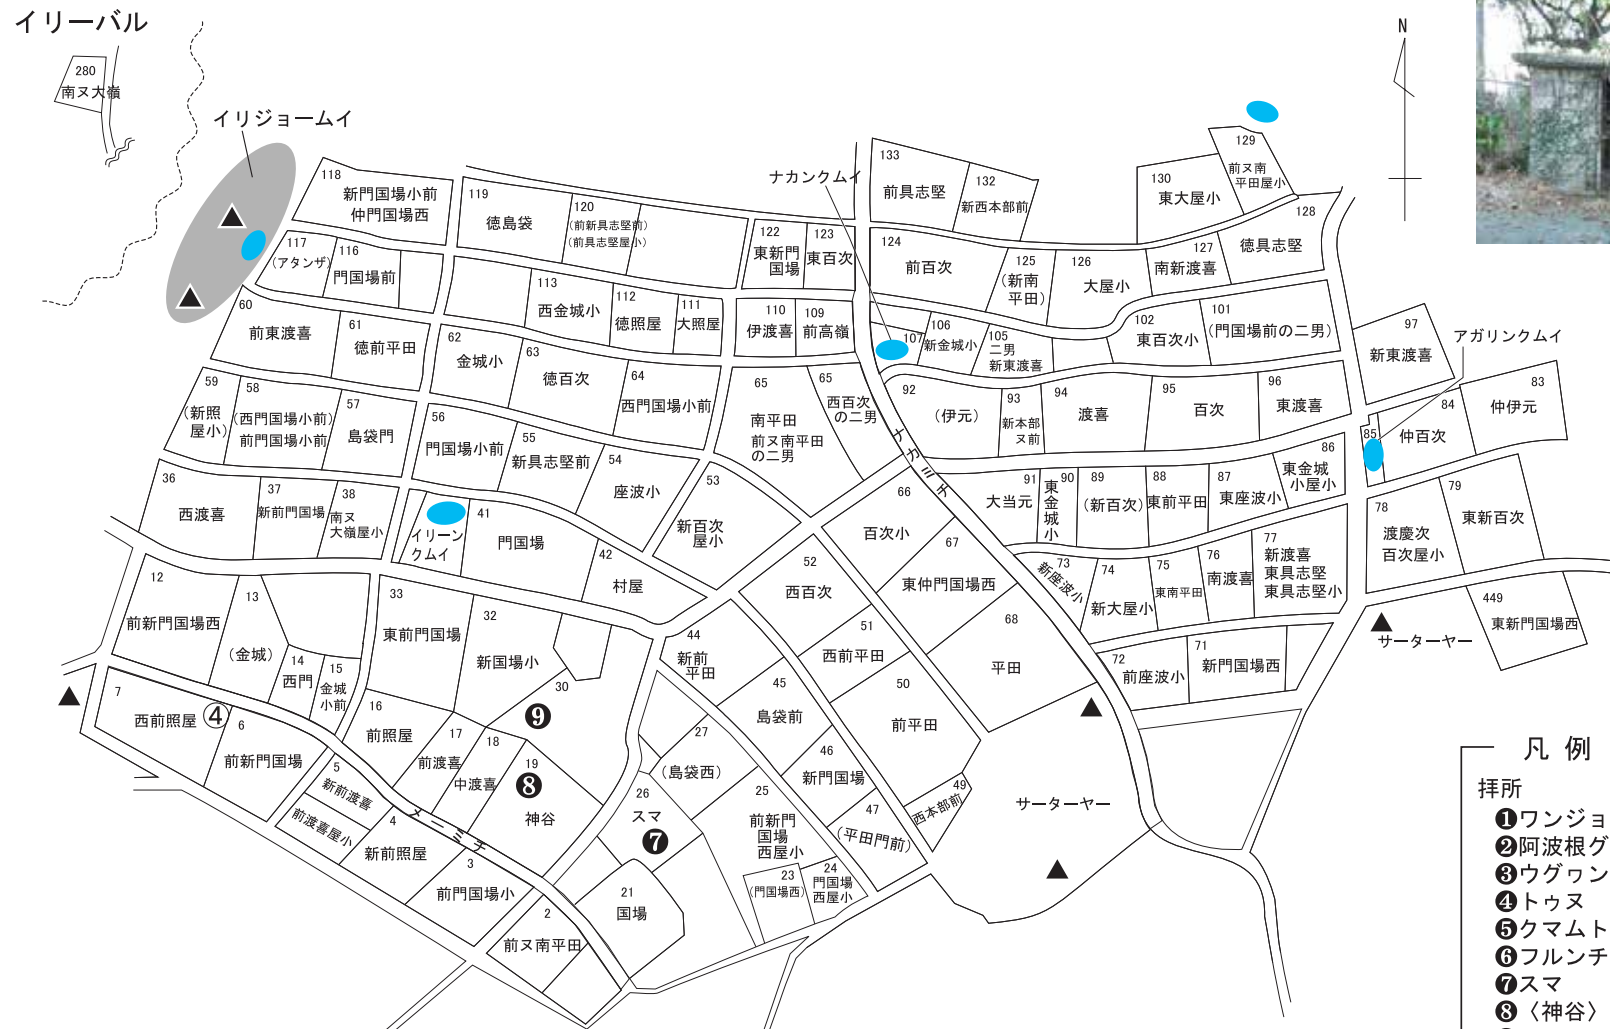 イリーバル
280
南ヌ大嶺
イリジョームイ
N
ナカンクムイ
アガリンクムイ
118
新門国場小前
仲門国場西
119
徳島袋
120
(前新具志堅前)
(前具志堅屋小)
122
東新門
国場
123
東百次
133
前具志堅
132
新西本部前
130
東大屋小
129
前ヌ南
平田屋小
128
徳具志堅
117
(アタンザ)
116
門国場前
113
西金城小
112
徳照屋
111
大照屋
110
伊渡喜
109
前高嶺
124
前百次
125
(新南
平田)
126
大屋小
127
南新渡喜
60
前東渡喜
61
徳前平田
62
金城小
63
徳百次
64
西門国場小前
65
南平田
前ヌ南平田
の二男
65
西百次
の二男
107
106
新金城小
105
二男
新東渡喜
102
東百次小
101
(門国場前の二男)
97
新東渡喜
59
(新照
屋小)
58
(西門国場小前)
前門国場小前
57
島袋門
56
門国場小前
55
新具志堅前
54
座波小
53
新百次
屋小
92
(伊元)
93
新本部
ヌ前
94
渡喜
95
百次
96
東渡喜
85
84
仲百次
83
仲伊元
36
西渡喜
37
新前門国場
38
南ヌ
大嶺屋小
イリーン
クムイ
41
門国場
42
村屋
ナカミチ
66
百次小
67
東仲門国場西
68
平田
91
大当元
90
東金城小
89
(新百次)
88
東前平田
87
東座波小
86
東金城
小屋小
78
渡慶次
百次屋小
79
東新百次
12
前新門国場西
13
(金城)
14
西門
15
金城
小前
33
東前門国場
32
新国場小
30
❾
44
新前
平田
52
西百次
51
西前平田
50
前平田
49
西本部前
73
新座波小
74
新大屋小
75
東南平田
76
南渡喜
77
新渡喜
東具志堅
東具志堅小
72
前座波小
71
新門国場西
449
東新門国場西
サーターヤー
7
西前照屋
④
6
前新門国場
5
新前渡喜
前渡喜屋小
16
前照屋
17
前渡喜
18
中渡喜
19
❽
神谷
メーミチ
4
新前照屋
3
前門国場小
2
前ヌ南平田
21
国場
26
スマ
❼
27
(島袋西)
25
前新門
国場
西屋小
23
(門国場西)
24
門国場
西屋小
45
島袋前
46
新門国場
47
(平田門前)
サーターヤー
凡 例
拝所
❶ワンジョ
❷阿波根グ
❸ウグヮン
❹トゥヌ
❺クマムト
❻フルンチ
❼スマ
❽〈神谷〉